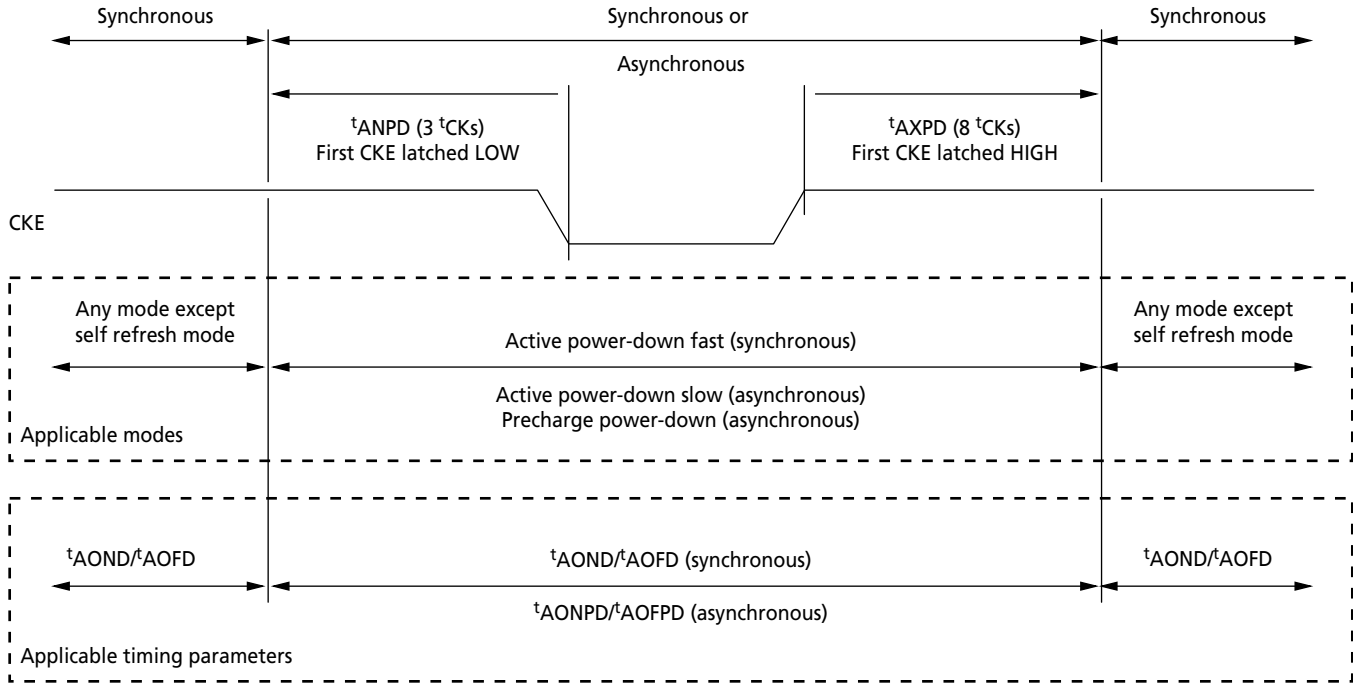 Synchronous
Synchronous or
Asynchronous
Synchronous
tANPD (3 tCKs)
First CKE latched LOW
tAXPD (8 tCKs)
First CKE latched HIGH
CKE
Any mode except
self refresh mode
Active power-down fast (synchronous)
Active power-down slow (asynchronous)
Precharge power-down (asynchronous)
Any mode except
self refresh mode
Applicable modes
tAOND/tAOFD
tAOND/tAOFD (synchronous)
tAONPD/tAOFPD (asynchronous)
tAOND/tAOFD
Applicable timing parameters